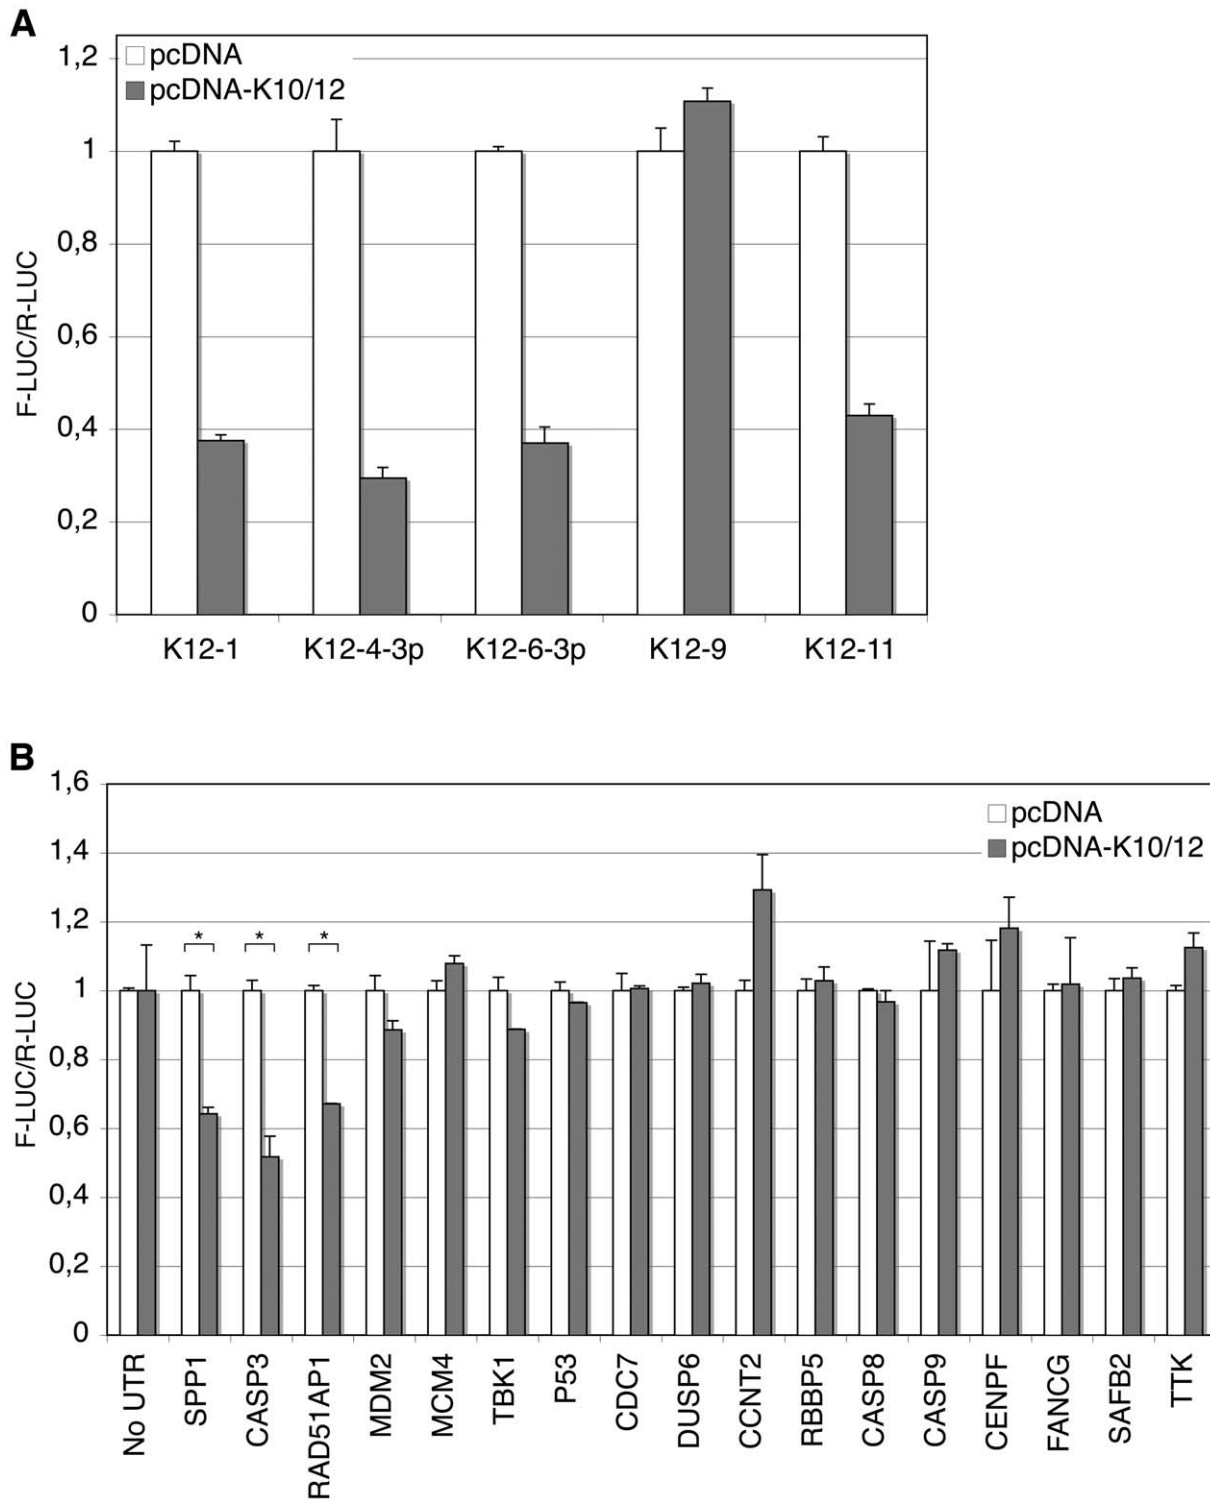 A
pcDNA
pcDNA-K10/12
F-LUC/R-LUC
1,2
1
0,8
0,6
0,4
0,2
0
K12-1 K12-4-3p K12-6-3p K12-9 K12-11
B
pcDNA
pcDNA-K10/12
F-LUC/R-LUC
1,6
1,4
1,2
1
0,8
0,6
0,4
0,2
0
* * *
No UTR
SPP1
CASP3
RAD51AP1
MDM2
MCM4
TBK1
P53
CDC7
DUSP6
CCNT2
RBBP5
CASP8
CASP9
CENPF
FANCG
SAFB2
TTK